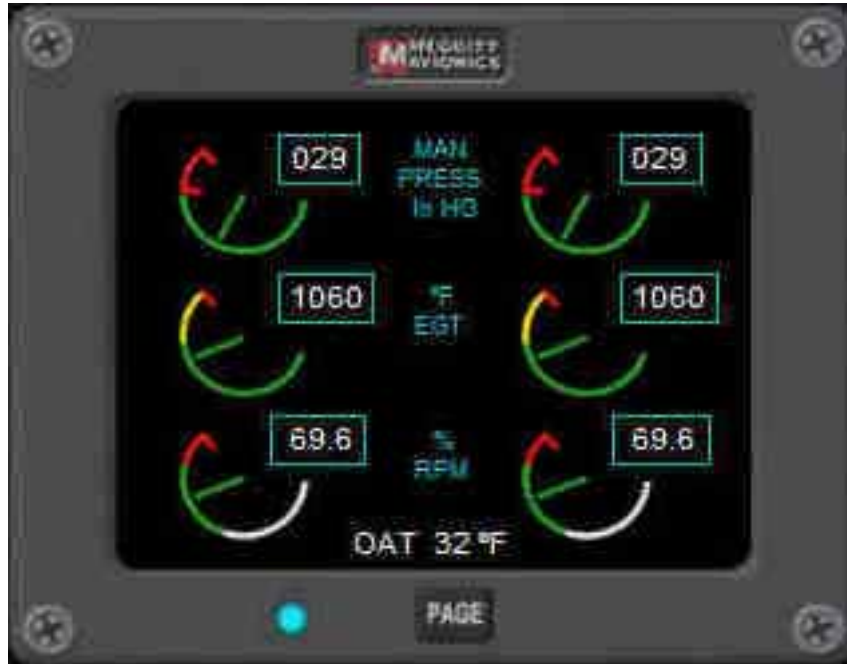 MEGGITT
AVIONICS
029
MAN
PRESS
In HG
029
1060
°F
EGT
1060
69.6
%
RPM
69.6
OAT 32 °F
PAGE